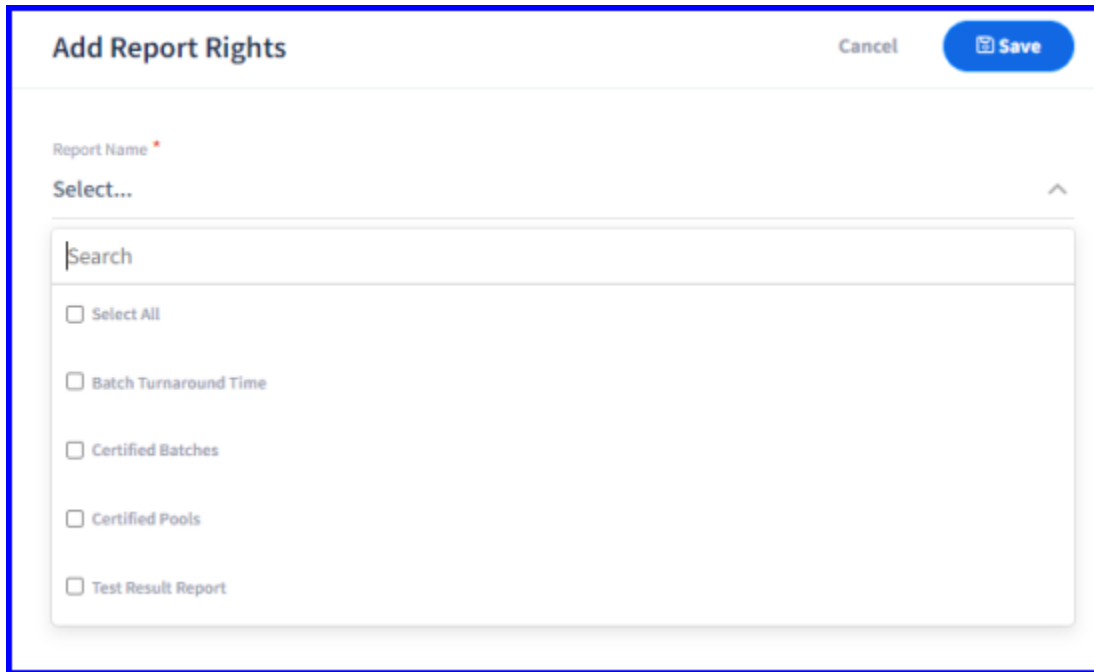 Add Report Rights
Cancel
Save
Report Name *
Select...
Search
Select All
Batch Turnaround Time
Certified Batches
Certified Pools
Test Result Report